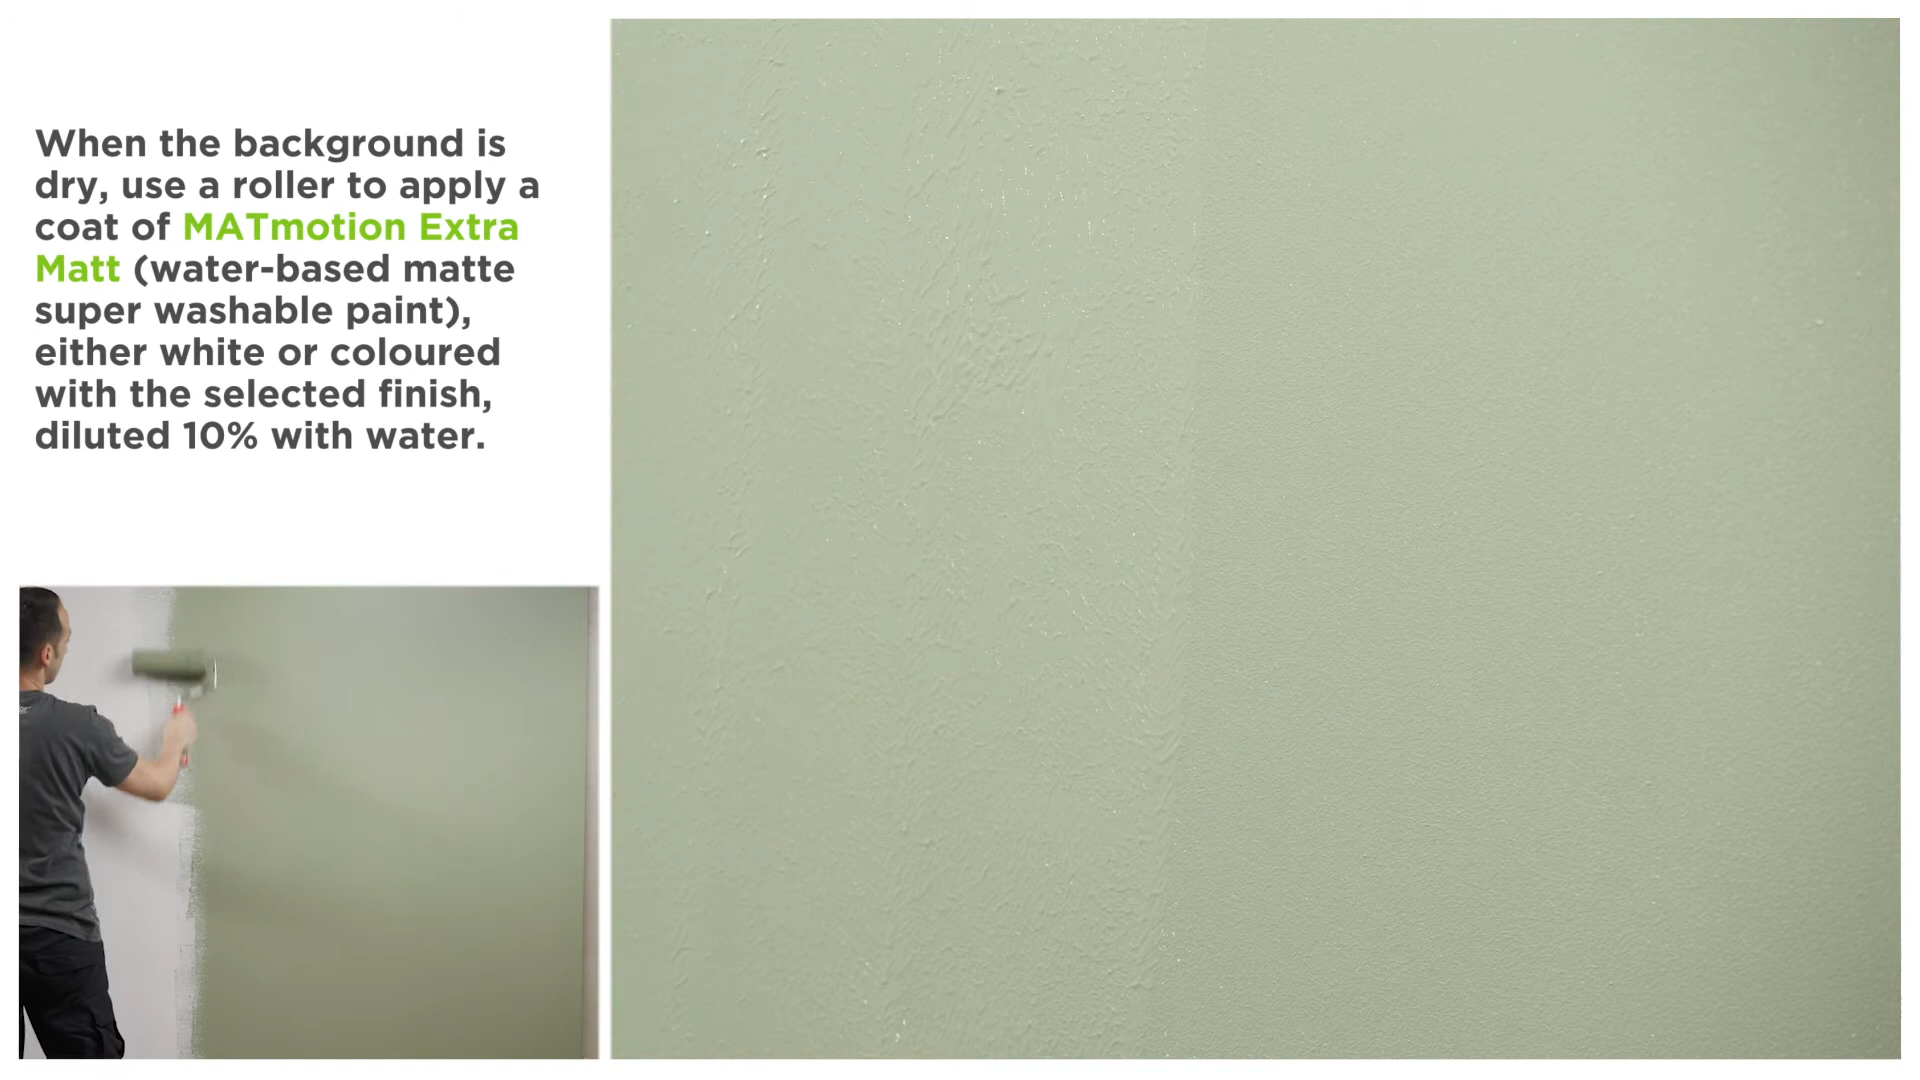 When the background is
dry, use a roller to apply a
coat of MATmotion Extra
Matt (water-based matte
super washable paint),
either white or coloured
with the selected finish,
diluted 10% with water.